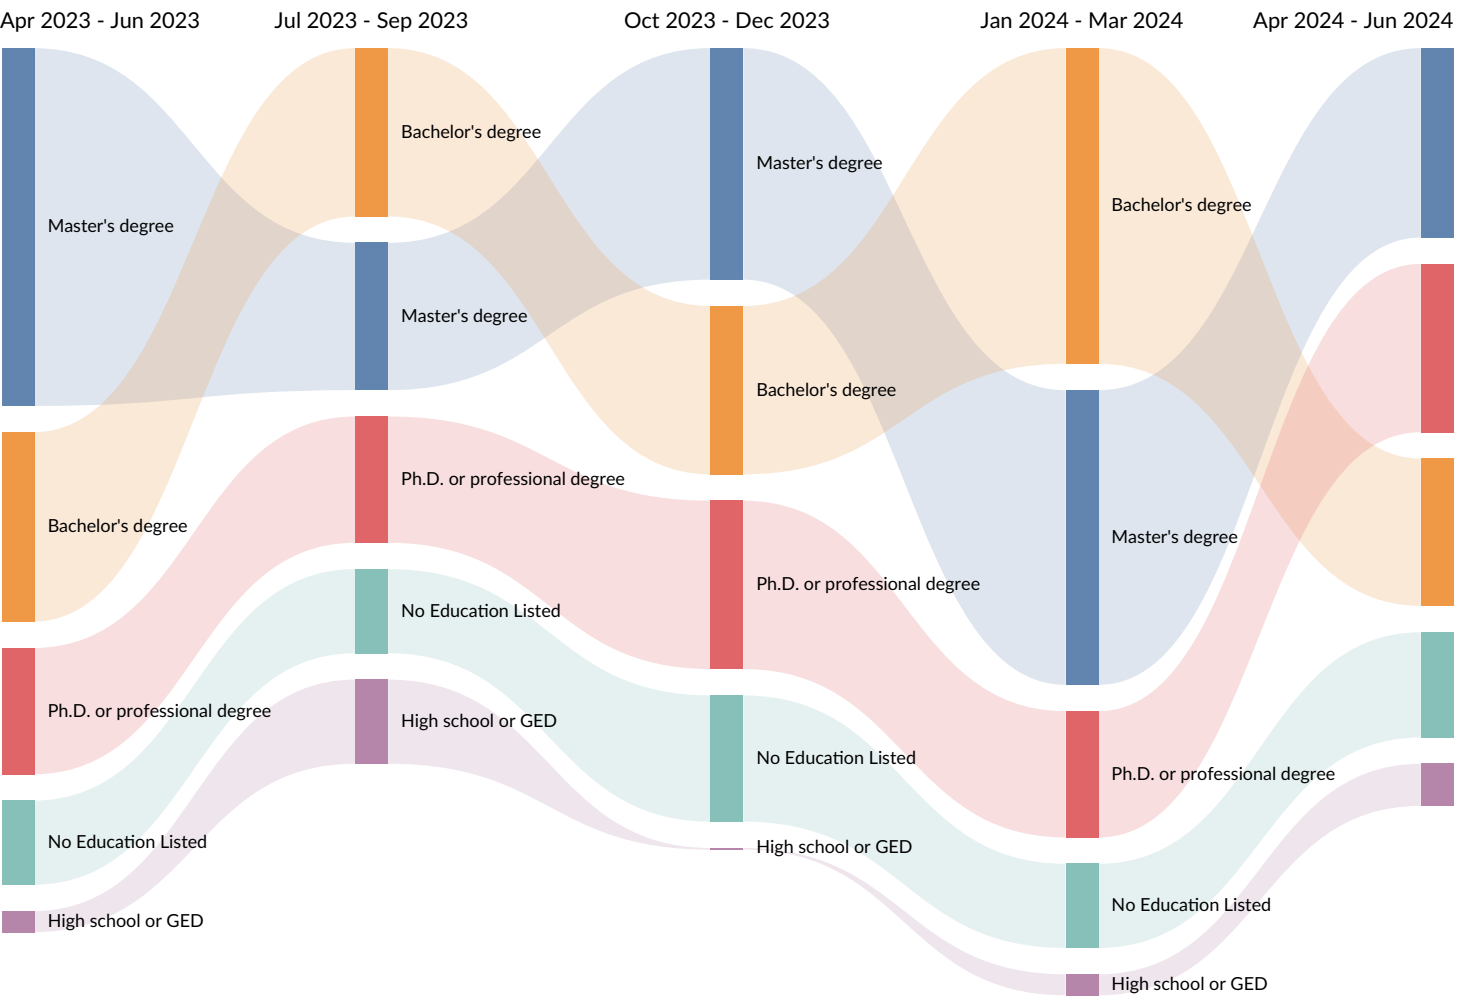 Apr 2023 - Jun 2023
Jul 2023 - Sep 2023
Oct 2023 - Dec 2023
Jan 2024 - Mar 2024
Apr 2024 - Jun 2024
Master's degree
Bachelor's degree
Ph.D. or professional degree
No Education Listed
High school or GED
Bachelor's degree
Master's degree
Ph.D. or professional degree
No Education Listed
High school or GED
Master's degree
Bachelor's degree
Ph.D. or professional degree
No Education Listed
High school or GED
Bachelor's degree
Master's degree
Ph.D. or professional degree
No Education Listed
High school or GED